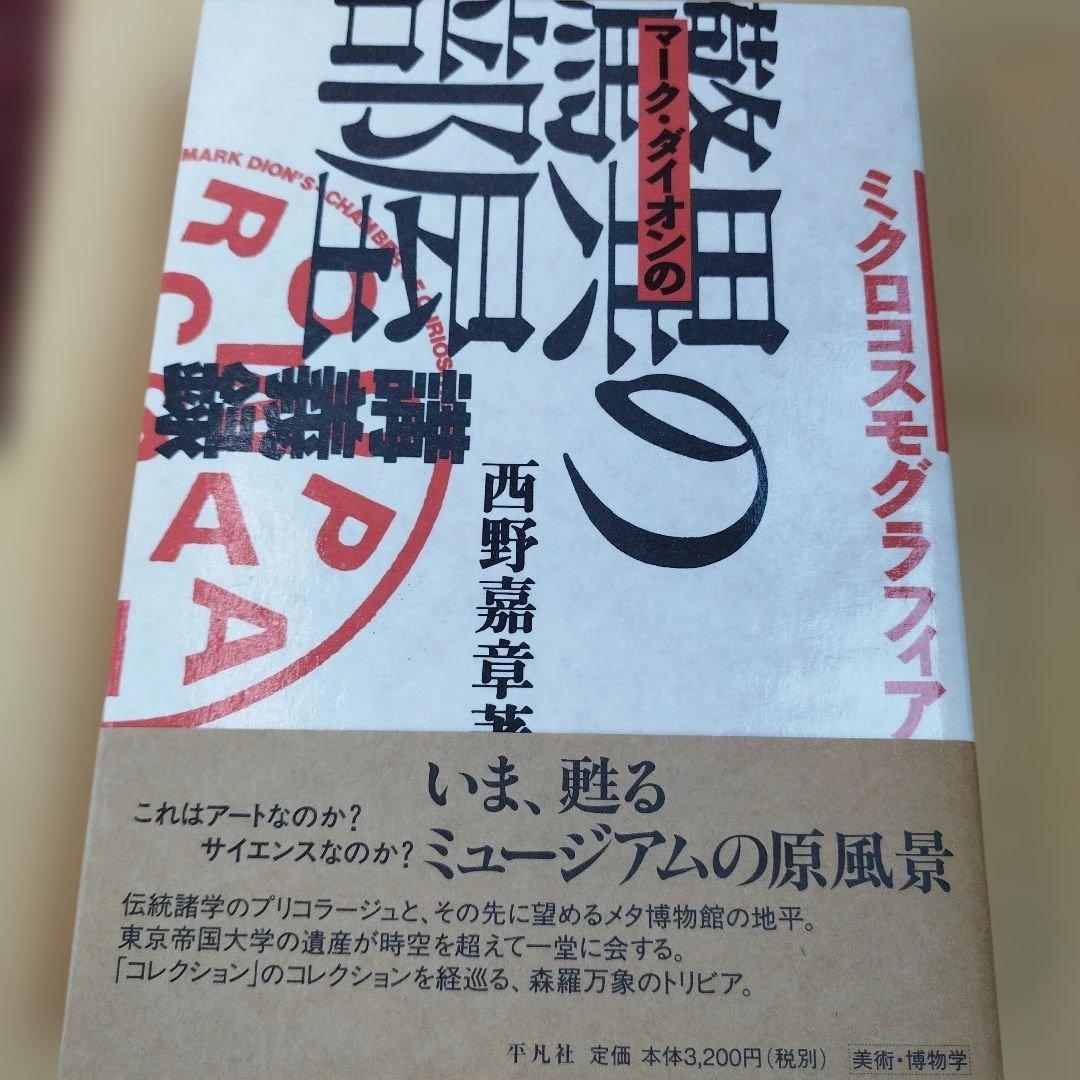 ミクロコスモグラフィア
マーク・ダイオンの
驚異の
部屋
講義録
西野嘉章著
MARK DION'S CHAMBER
いま、甦る
ミュージアムの原風景
これはアートなのか？
サイエンスなのか？
伝統諸学のブリコラージュと、その先に望めるメタ博物館の地平。
東京帝国大学の遺産が時空を超えて一堂に会する。
「コレクション」のコレクションを経巡る、森羅万象のトリビア。
平凡社 定価 本体3,200円（税別）
美術・博物学